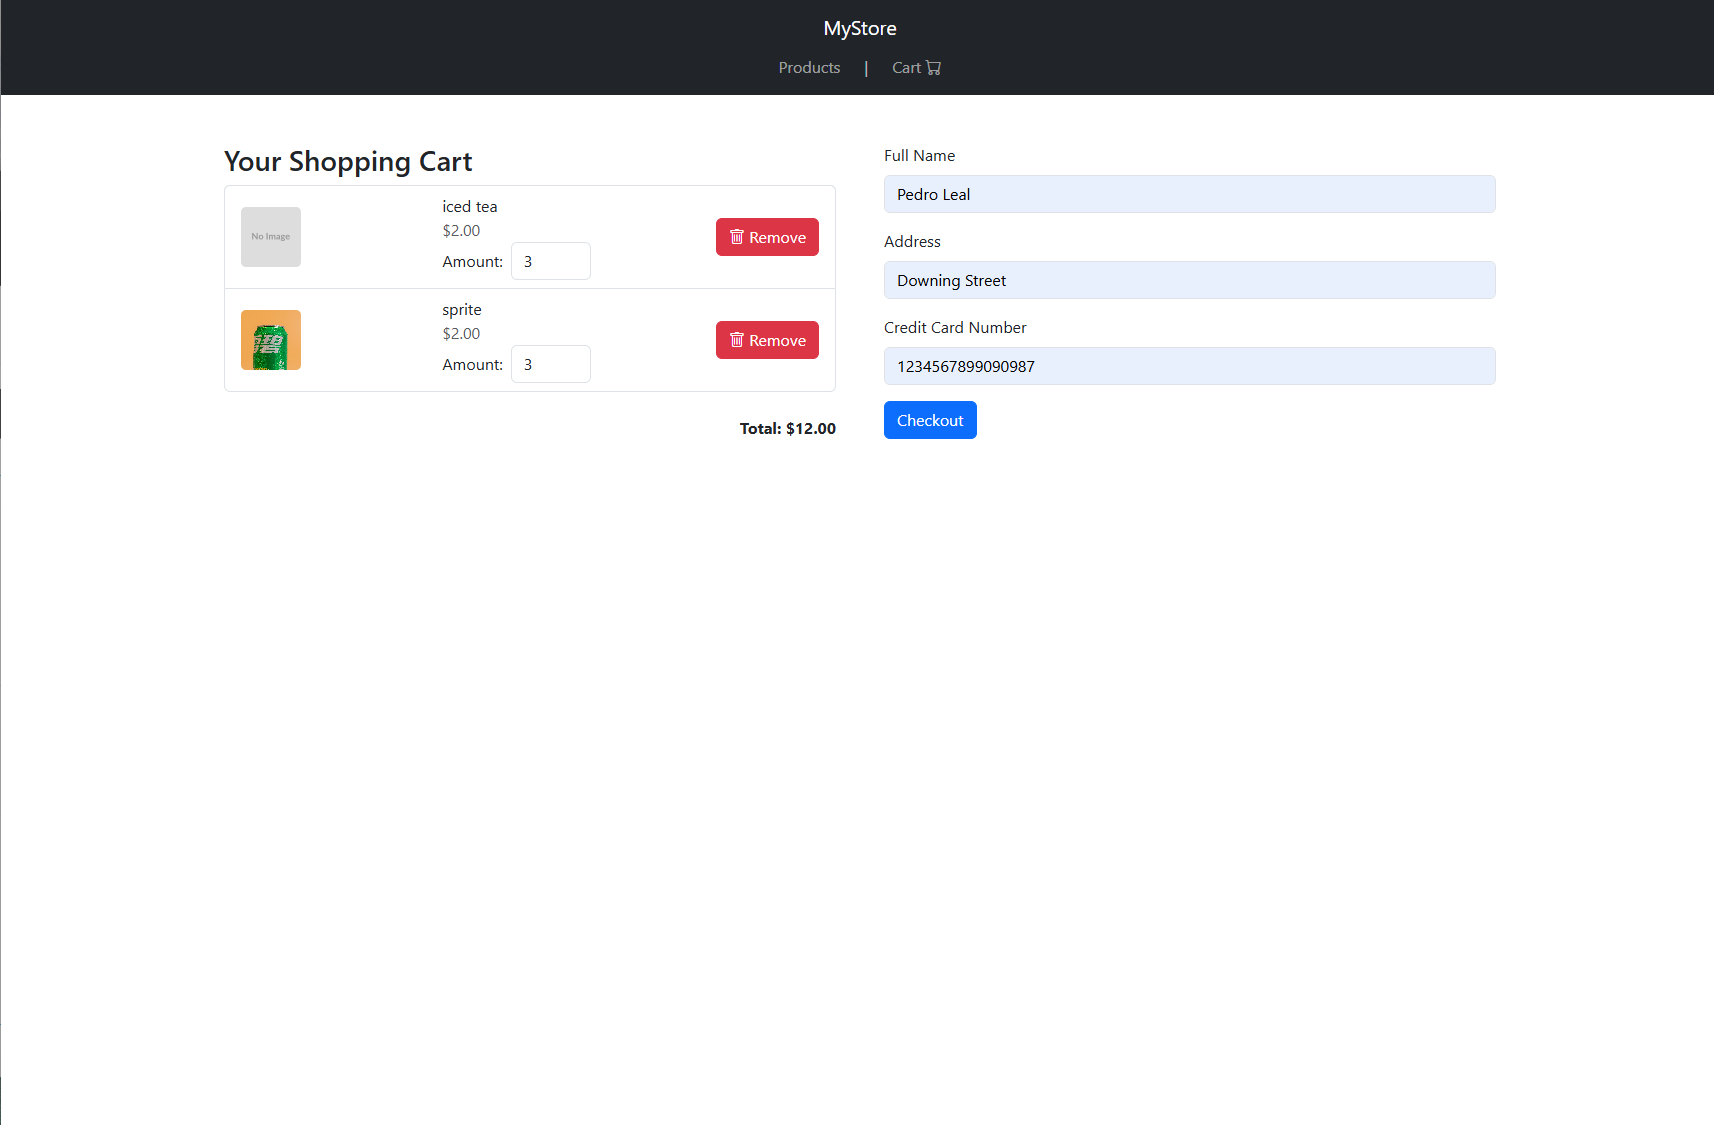 MyStore
Products | Cart
Your Shopping Cart
No Image
iced tea
$2.00
Amount: 3
Remove
sprite
$2.00
Amount: 3
Remove
Total: $12.00
Full Name
Pedro Leal
Address
Downing Street
Credit Card Number
1234567899090987
Checkout